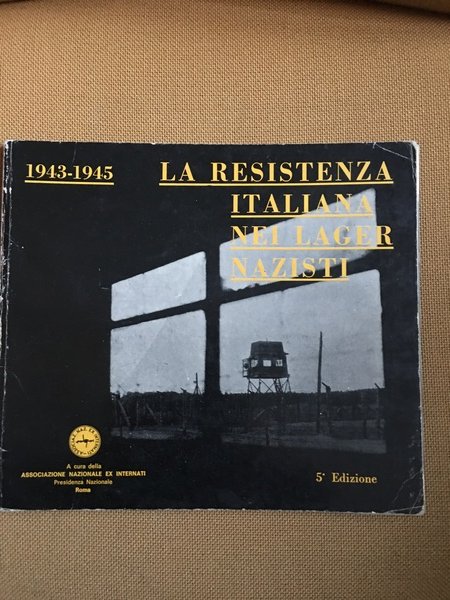 1943-1945
LA RESISTENZA
ITALIANA
NEI LAGER
NAZISTI
A cura della
ASSOCIAZIONE NAZIONALE EX INTERNATI
Presidenza Nazionale
Roma
5ª Edizione